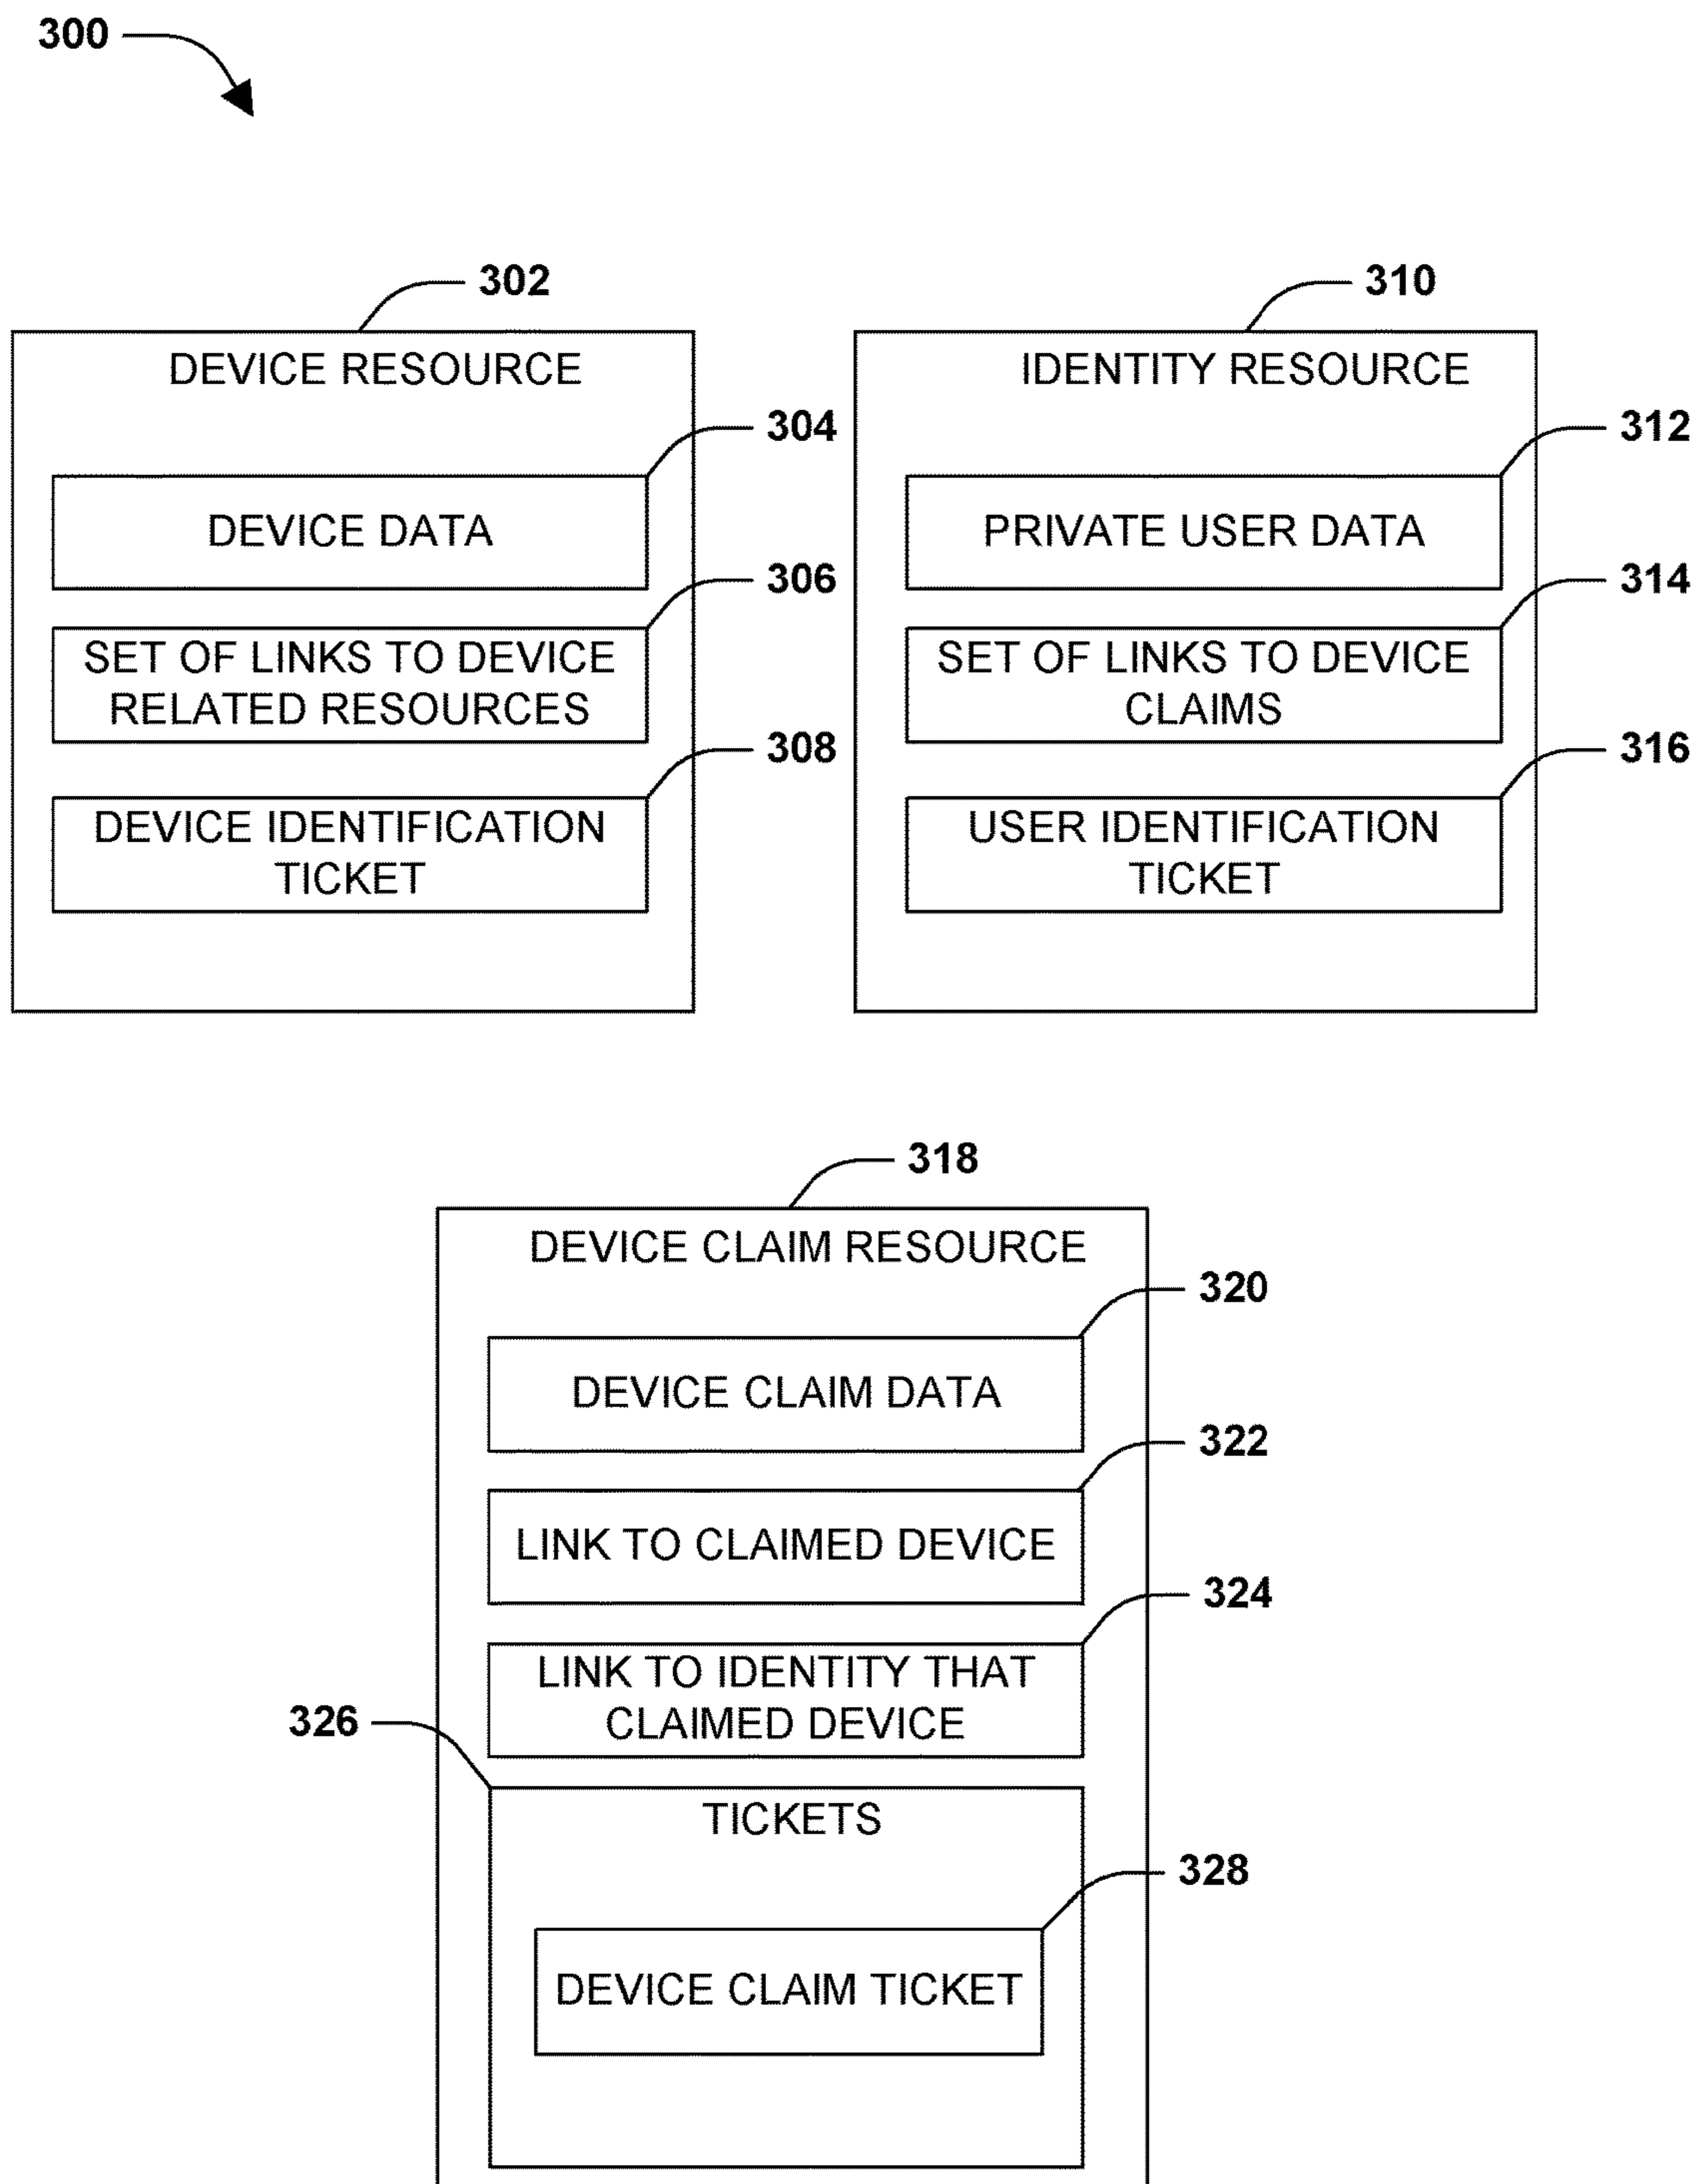 300
302
DEVICE RESOURCE
304
DEVICE DATA
306
SET OF LINKS TO DEVICE
RELATED RESOURCES
308
DEVICE IDENTIFICATION
TICKET
310
IDENTITY RESOURCE
312
PRIVATE USER DATA
314
SET OF LINKS TO DEVICE
CLAIMS
316
USER IDENTIFICATION
TICKET
318
DEVICE CLAIM RESOURCE
320
DEVICE CLAIM DATA
322
LINK TO CLAIMED DEVICE
324
LINK TO IDENTITY THAT
CLAIMED DEVICE
326
TICKETS
328
DEVICE CLAIM TICKET